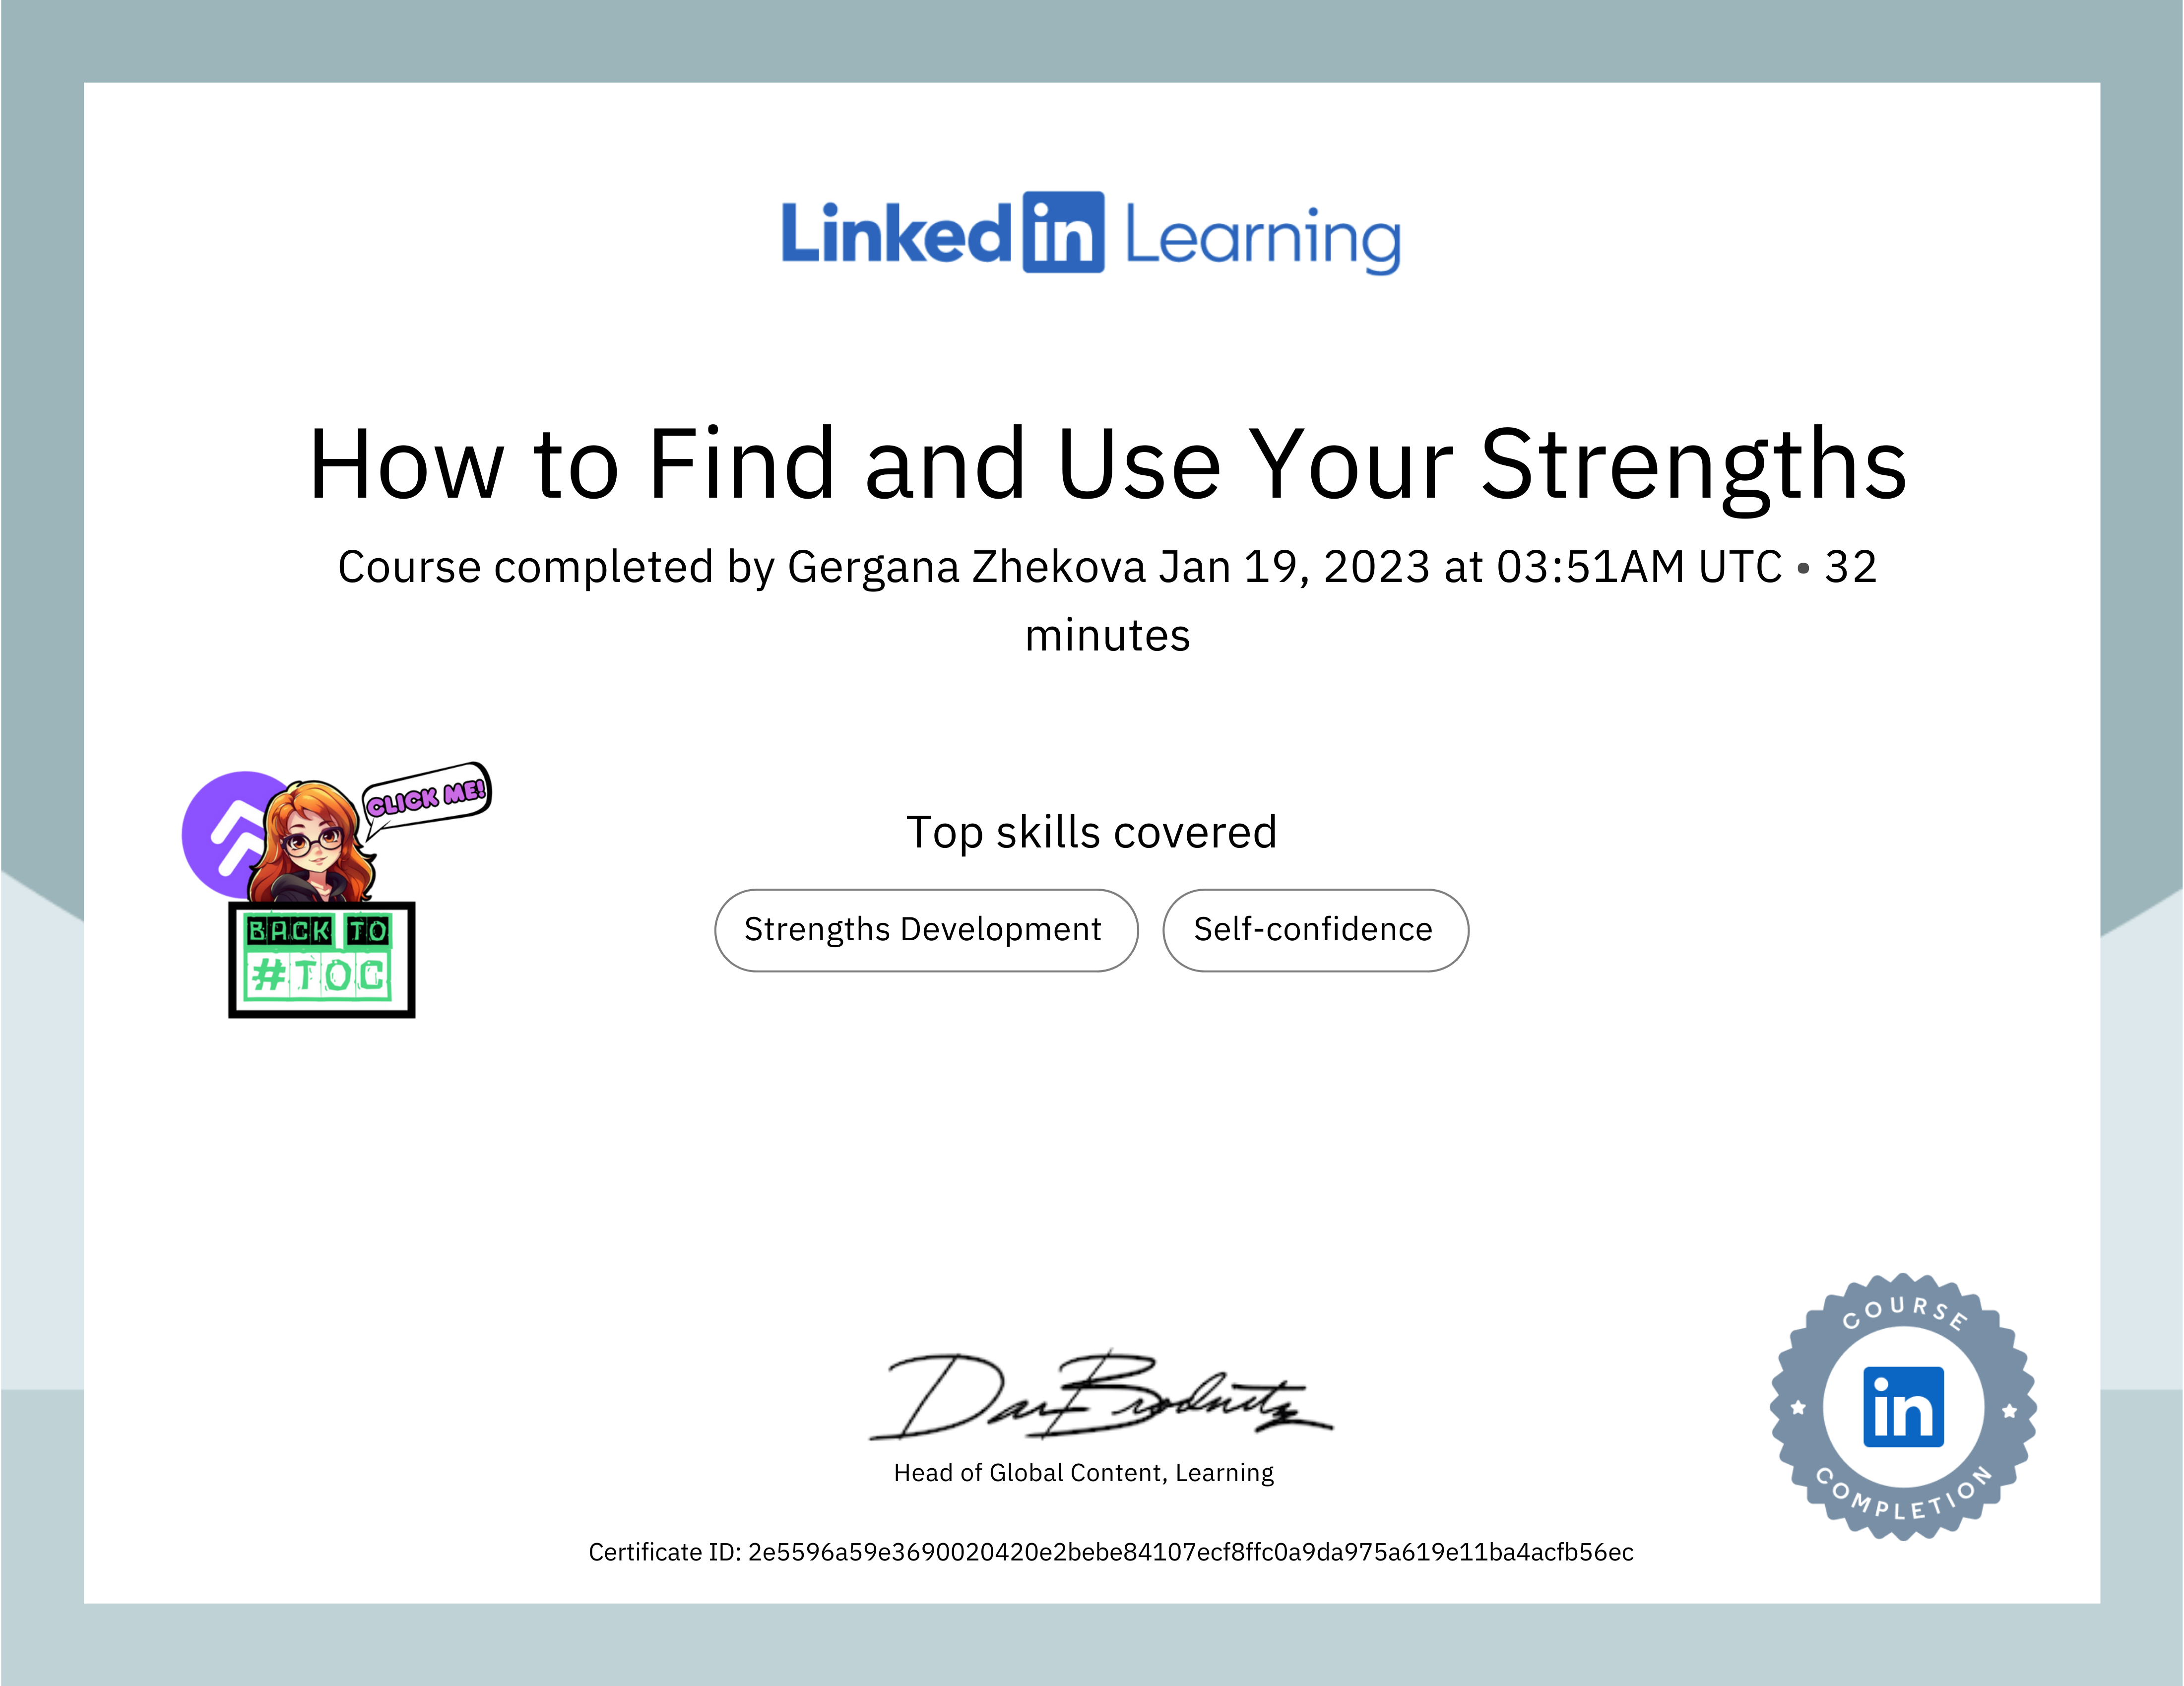 Linked in Learning
How to Find and Use Your Strengths
Course completed by Gergana Zhekova Jan 19, 2023 at 03:51AM UTC • 32
minutes
CLICK ME!
BACK TO
#TOC
Top skills covered
Strengths Development
Self-confidence
Dan Brodnitz
Head of Global Content, Learning
Certificate ID: 2e5596a59e3690020420e2bebe84107ecf8ffc0a9da975a619e11ba4acfb56ec
COURSE
in
COMPLETION